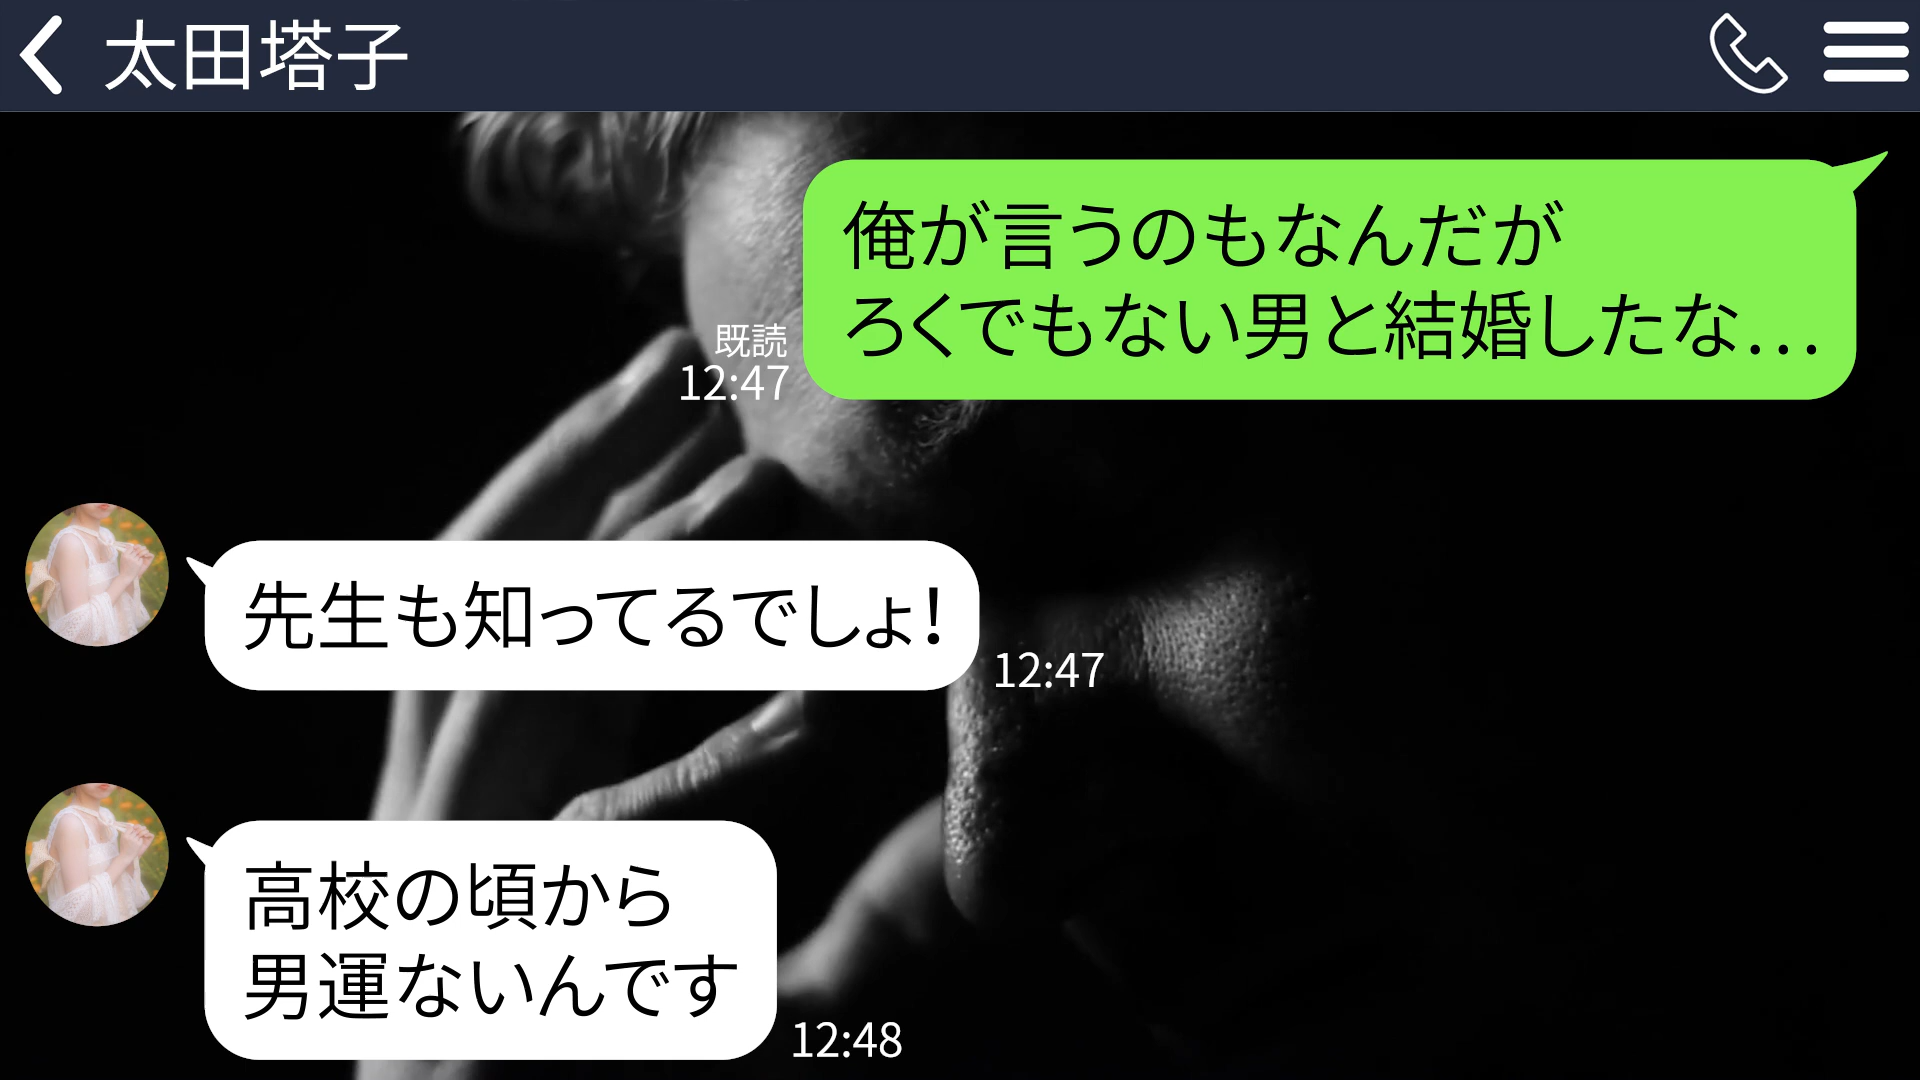 太田塔子
俺が言うのもなんだが
ろくでもない男と結婚したな…
既読
12:47
先生も知ってるでしょ!
12:47
高校の頃から
男運ないんです
12:48